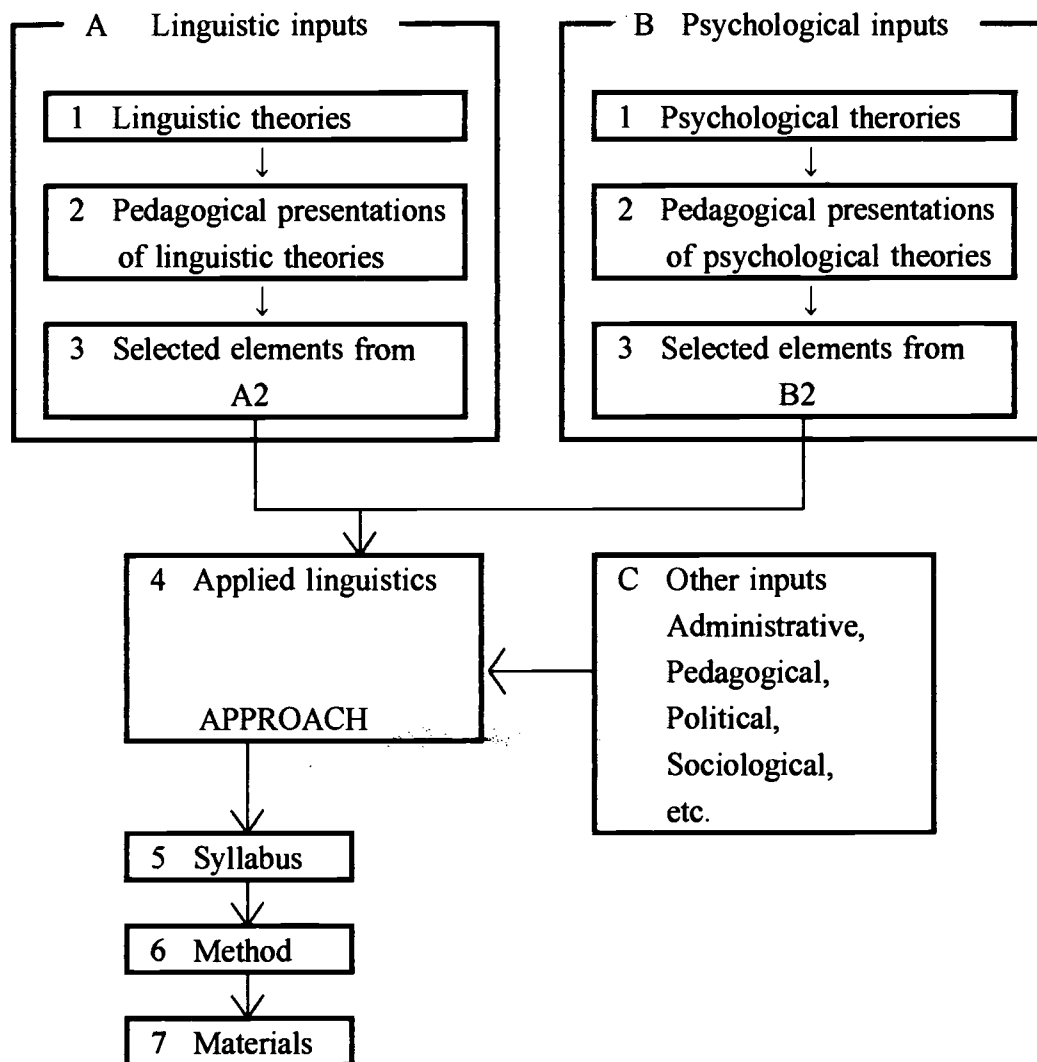 A Linguistic inputs
1 Linguistic theories
2 Pedagogical presentations
of linguistic theories
3 Selected elements from
A2
B Psychological inputs
1 Psychological therories
2 Pedagogical presentations
of psychological theories
3 Selected elements from
B2
4 Applied linguistics
APPROACH
C Other inputs
Administrative,
Pedagogical,
Political,
Sociological,
etc.
5 Syllabus
6 Method
7 Materials